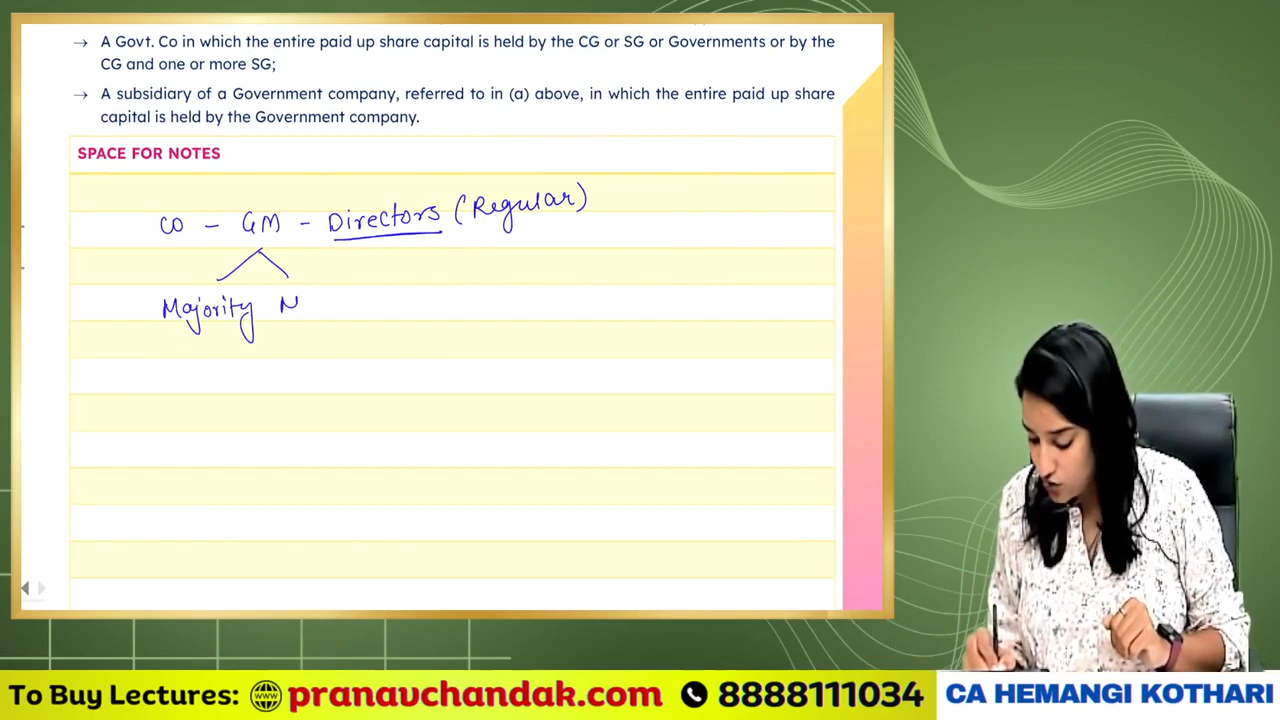 → A Govt. Co in which the entire paid up share capital is held by the CG or SG or Governments or by the
CG and one or more SG;
→ A subsidiary of a Government company, referred to in (a) above, in which the entire paid up share
capital is held by the Government company.
SPACE FOR NOTES
CO - GM - Directors (Regular)
Majority N
To Buy Lectures: pranavchandak.com 8888111034 CA HEMANGI KOTHARI